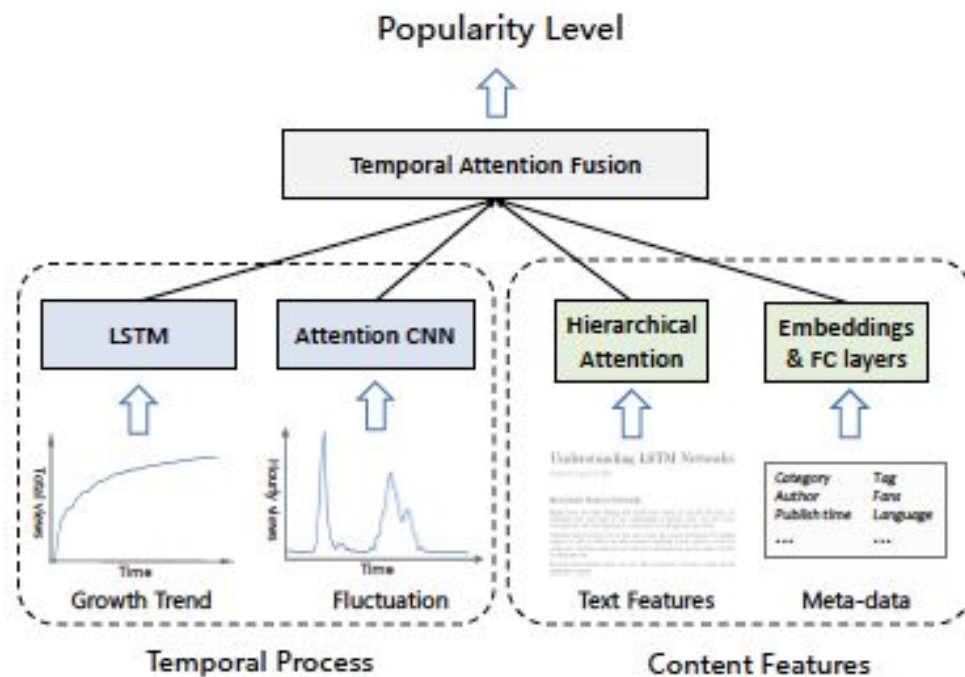 Popularity Level
Temporal Attention Fusion
LSTM
Attention CNN
Hierarchical
Attention
Embeddings
& FC layers
Total Views
Time
Growth Trend
Hourly Views
Time
Fluctuation
Understanding LSTM Networks
Text Features
Category Tag
Author Fans
Publish time Language
... ...
Meta-data
Temporal Process
Content Features